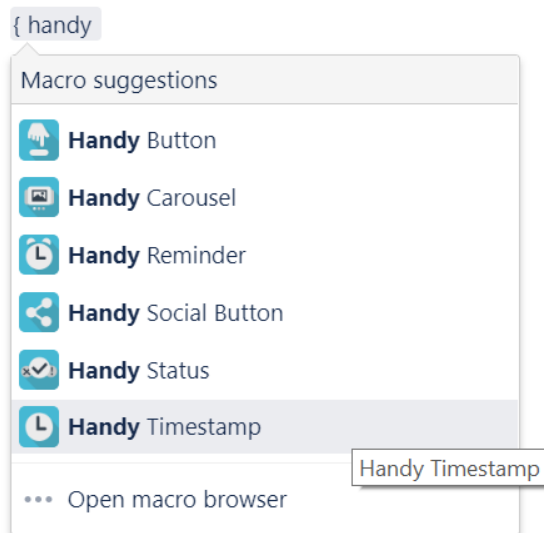 { handy
Macro suggestions
Handy Button
Handy Carousel
Handy Reminder
Handy Social Button
Handy Status
Handy Timestamp
Handy Timestamp
Open macro browser